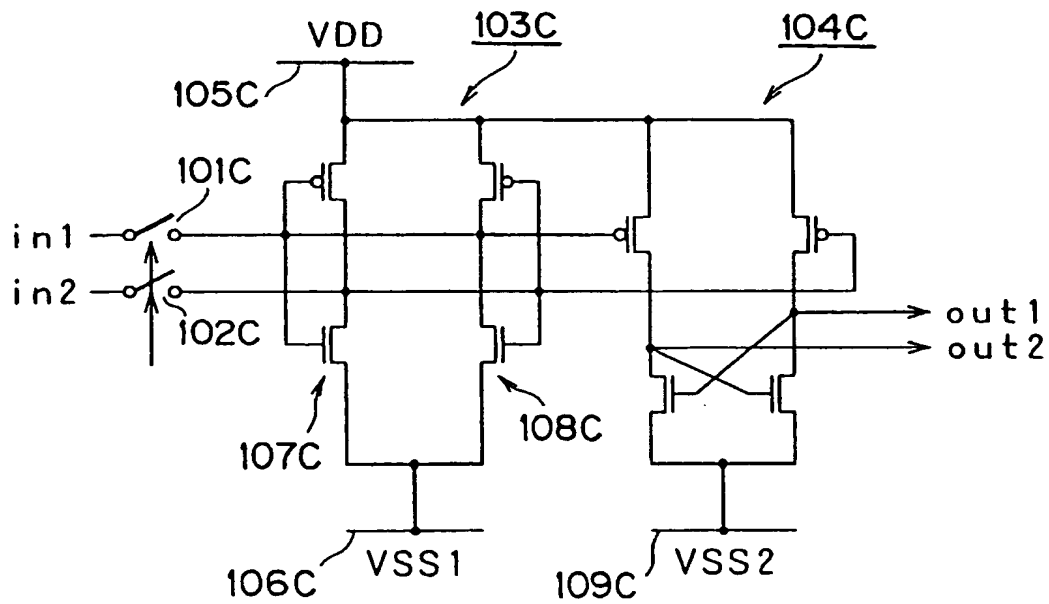 VDD
103C
104C
105C
101C
in1
in2
102C
out1
out2
107C
108C
106C
VSS1
109C
VSS2